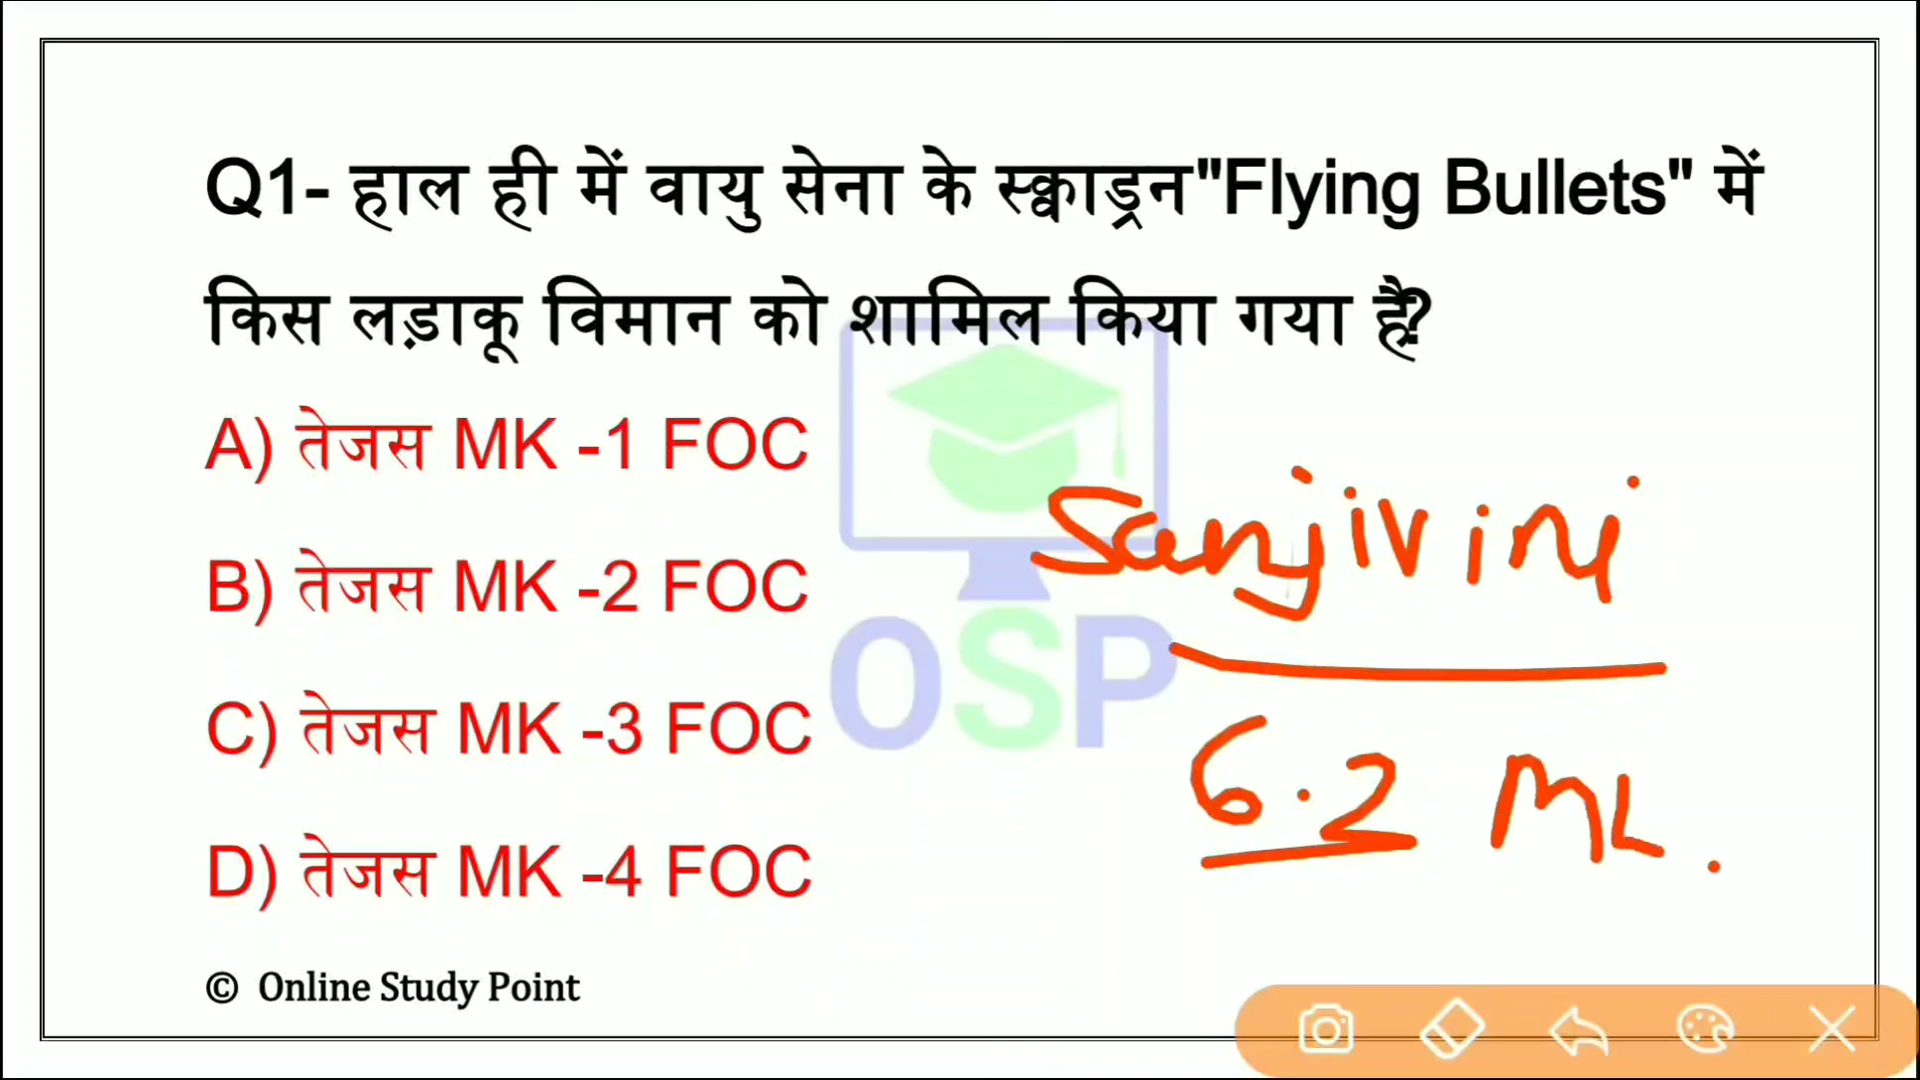 Q1- हाल ही में वायु सेना के स्क्वाड्रन"Flying Bullets" में
किस लड़ाकू विमान को शामिल किया गया है?
A) तेजस MK -1 FOC
B) तेजस MK -2 FOC
C) तेजस MK -3 FOC
D) तेजस MK -4 FOC
Sanjivini
6.2 ML.
OSP
© Online Study Point